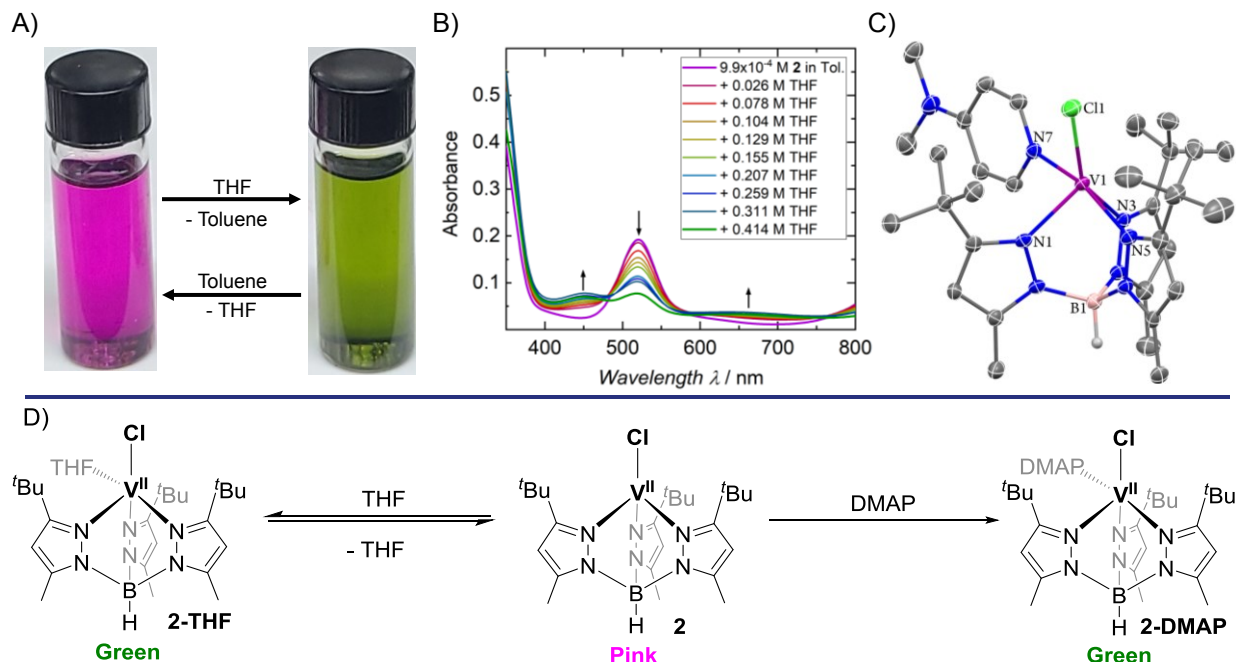 A)
THF
- Toluene
Toluene
- THF
B)
Absorbance
0.5
0.4
0.3
0.2
0.1
400
500
600
700
800
Wavelength λ / nm
9.9x10⁻⁴ M 2 in Tol.
+ 0.026 M THF
+ 0.078 M THF
+ 0.104 M THF
+ 0.129 M THF
+ 0.155 M THF
+ 0.207 M THF
+ 0.259 M THF
+ 0.311 M THF
+ 0.414 M THF
C)
Cl1
N7
V1
N3
N5
N1
B1
D)
Cl
THF
Vᴵᴵ
ᵗBu
ᵗBu
ᵗBu
N
N
N
N
N
N
B
H
2-THF
Green
THF
- THF
Cl
Vᴵᴵ
ᵗBu
ᵗBu
ᵗBu
N
N
N
N
N
N
B
H
2
Pink
DMAP
Cl
DMAP
Vᴵᴵ
ᵗBu
ᵗBu
ᵗBu
N
N
N
N
N
N
B
H
2-DMAP
Green